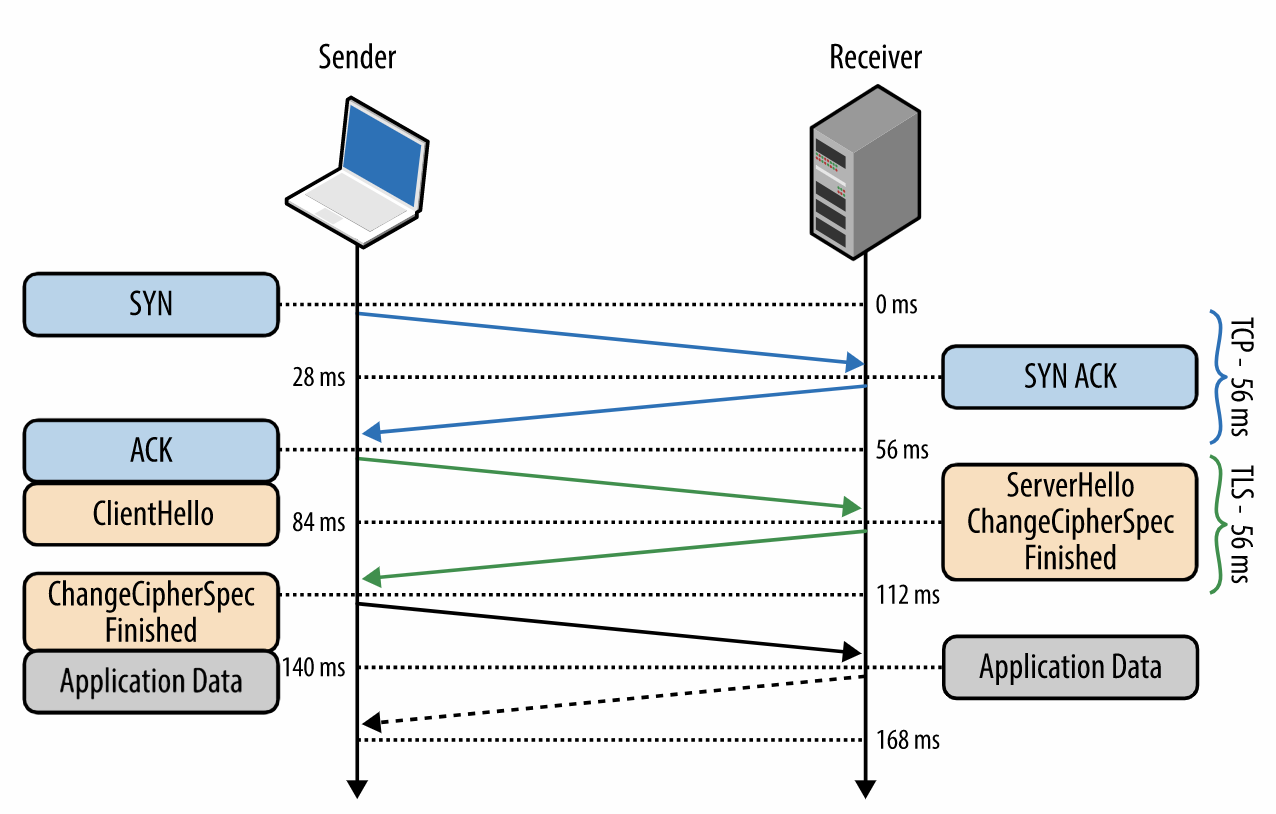 Sender
Receiver
SYN
0 ms
28 ms
SYN ACK
TCP - 56 ms
ACK
56 ms
ClientHello
84 ms
ServerHello
ChangeCipherSpec
Finished
TLS - 56 ms
ChangeCipherSpec
Finished
112 ms
Application Data
140 ms
Application Data
168 ms